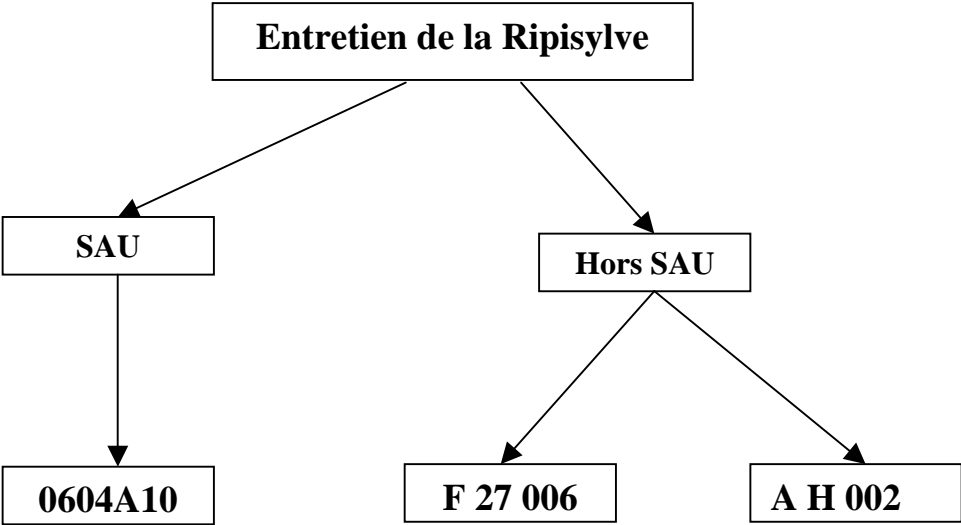 Entretien de la Ripisylve
SAU
Hors SAU
0604A10
F 27 006
A H 002